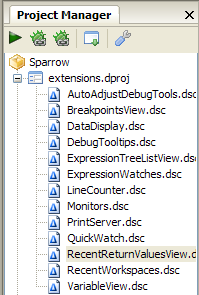 Project Manager
Sparrow
extensions.dproj
AutoAdjustDebugTools.dsc
BreakpointsView.dsc
DataDisplay.dsc
DebugTooltips.dsc
ExpressionTreeListView.dsc
ExpressionWatches.dsc
LineCounter.dsc
Monitors.dsc
PrintServer.dsc
QuickWatch.dsc
RecentReturnValuesView.d
RecentWorkspaces.dsc
VariableView.dsc